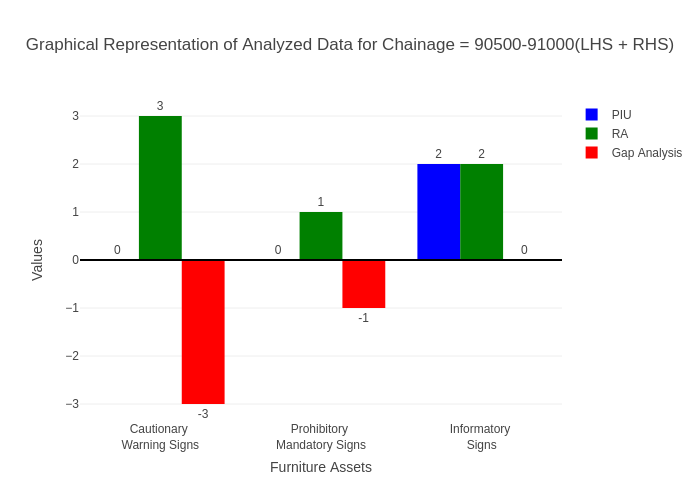 Graphical Representation of Analyzed Data for Chainage = 90500-91000(LHS + RHS)
PIU
RA
Gap Analysis
3
2
1
0
−1
−2
−3
Values
0
3
-3
0
1
-1
2
2
0
Cautionary
Warning Signs
Prohibitory
Mandatory Signs
Informatory
Signs
Furniture Assets